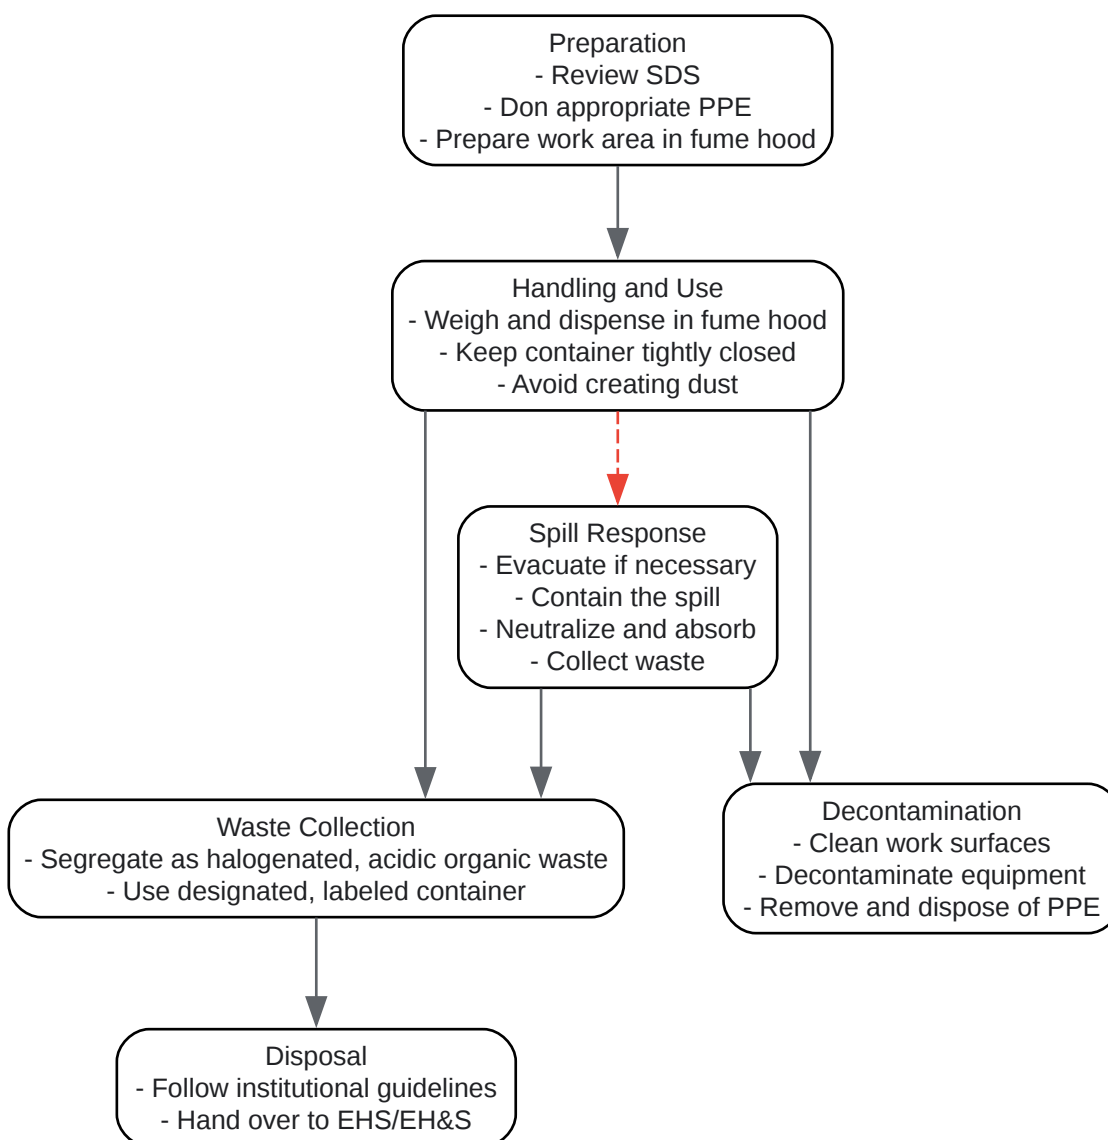 Preparation
- Review SDS
- Don appropriate PPE
- Prepare work area in fume hood
Handling and Use
- Weigh and dispense in fume hood
- Keep container tightly closed
- Avoid creating dust
Spill Response
- Evacuate if necessary
- Contain the spill
- Neutralize and absorb
- Collect waste
Waste Collection
- Segregate as halogenated, acidic organic waste
- Use designated, labeled container
Decontamination
- Clean work surfaces
- Decontaminate equipment
- Remove and dispose of PPE
Disposal
- Follow institutional guidelines
- Hand over to EHS/EH&S